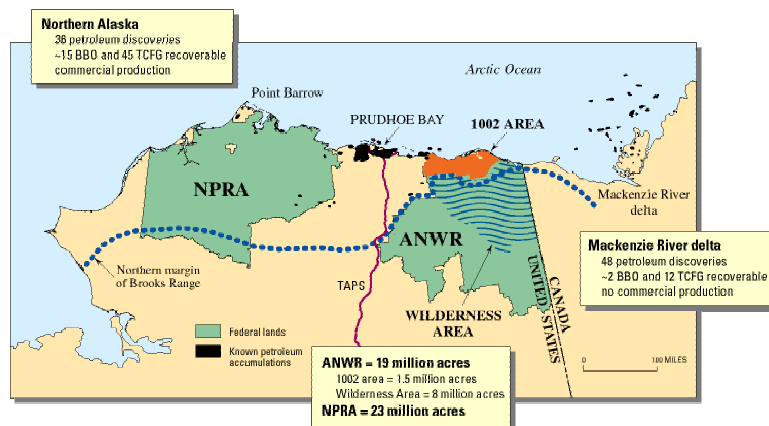 Northern Alaska
36 petroleum discoveries
~15 BBO and 45 TCFG recoverable
commercial production
Arctic Ocean
Point Barrow
PRUDHOE BAY
1002 AREA
NPRA
Mackenzie River
delta
ANWR
Mackenzie River delta
48 petroleum discoveries
~2 BBO and 12 TCFG recoverable
no commercial production
Northern margin
of Brooks Range
TAPS
WILDERNESS
AREA
CANADA
UNITED STATES
Federal lands
Known petroleum
accumulations
0 100 MILES
ANWR = 19 million acres
1002 area = 1.5 million acres
Wilderness Area = 8 million acres
NPRA = 23 million acres